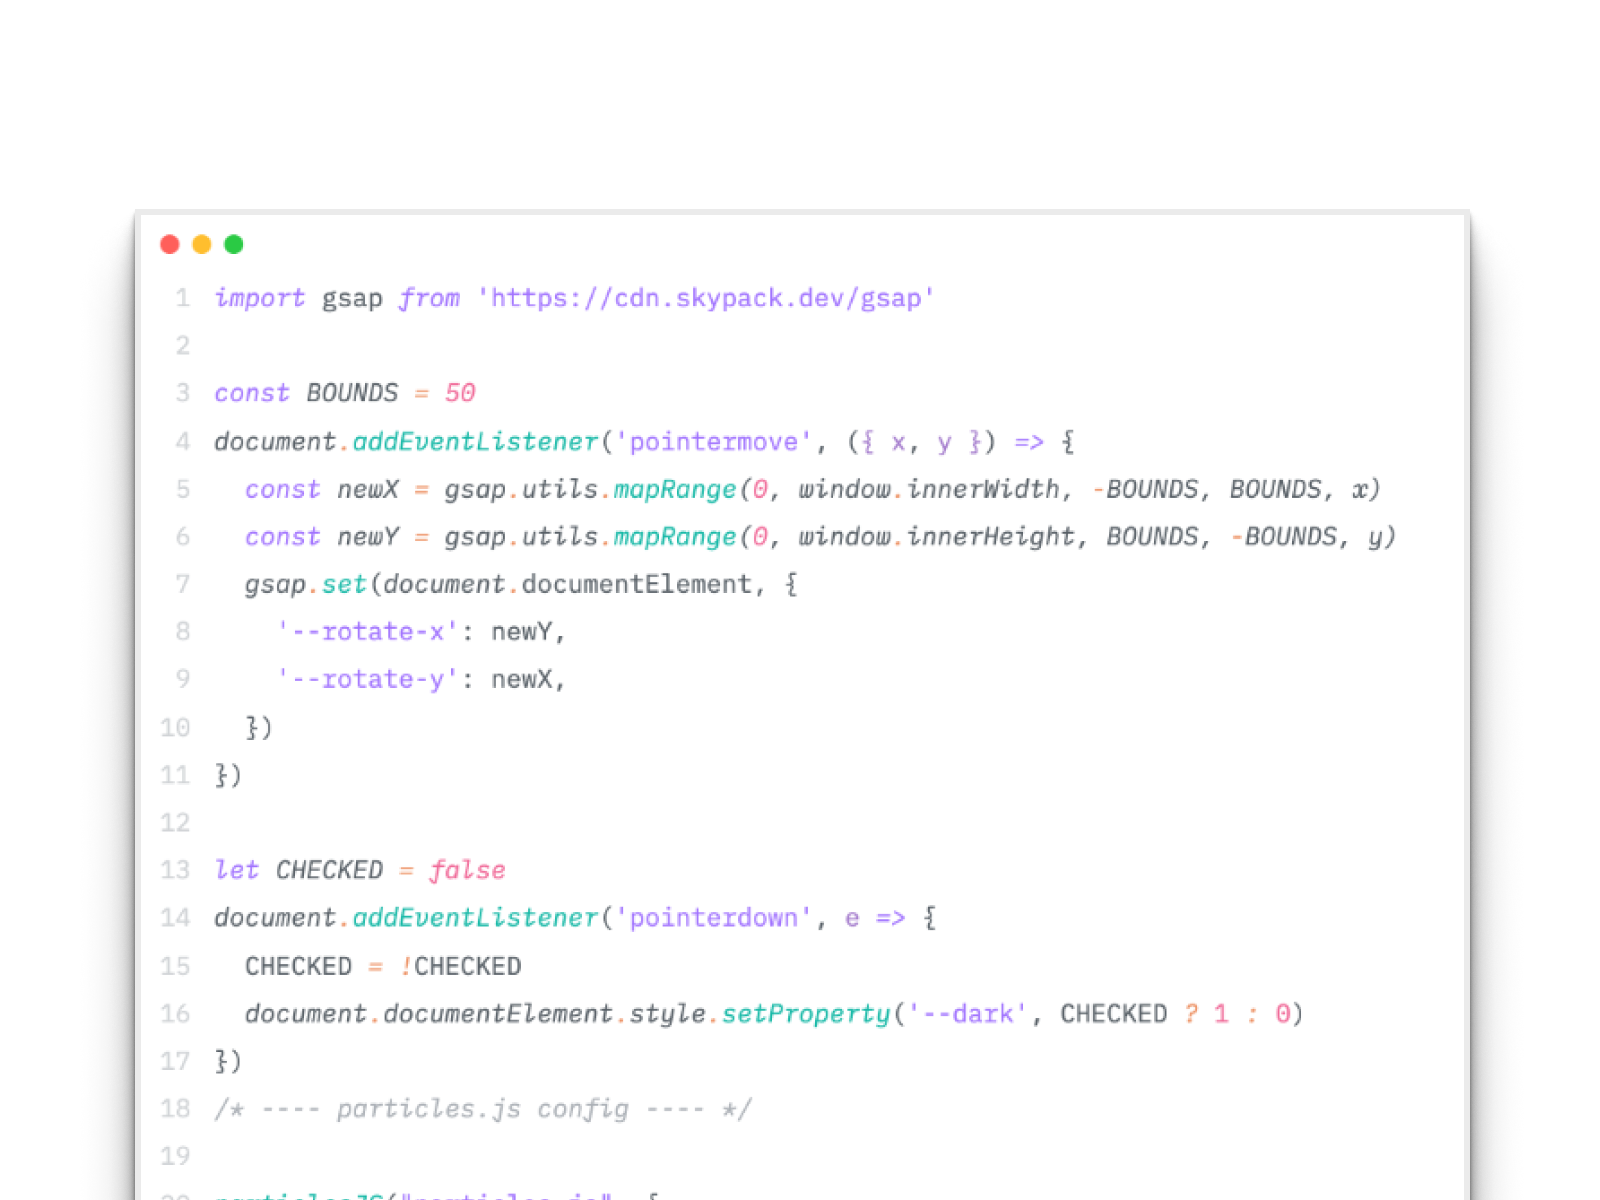 1 import gsap from 'https://cdn.skypack.dev/gsap'
2
3 const BOUNDS = 50
4 document.addEventListener('pointermove', ({ x, y }) => {
5   const newX = gsap.utils.mapRange(0, window.innerWidth, -BOUNDS, BOUNDS, x)
6   const newY = gsap.utils.mapRange(0, window.innerHeight, BOUNDS, -BOUNDS, y)
7   gsap.set(document.documentElement, {
8     '--rotate-x': newY,
9     '--rotate-y': newX,
10   })
11 })
12
13 let CHECKED = false
14 document.addEventListener('pointerdown', e => {
15   CHECKED = !CHECKED
16   document.documentElement.style.setProperty('--dark', CHECKED ? 1 : 0)
17 })
18 /* ---- particles.js config ---- */
19
20 particlesJS("particles-js", {